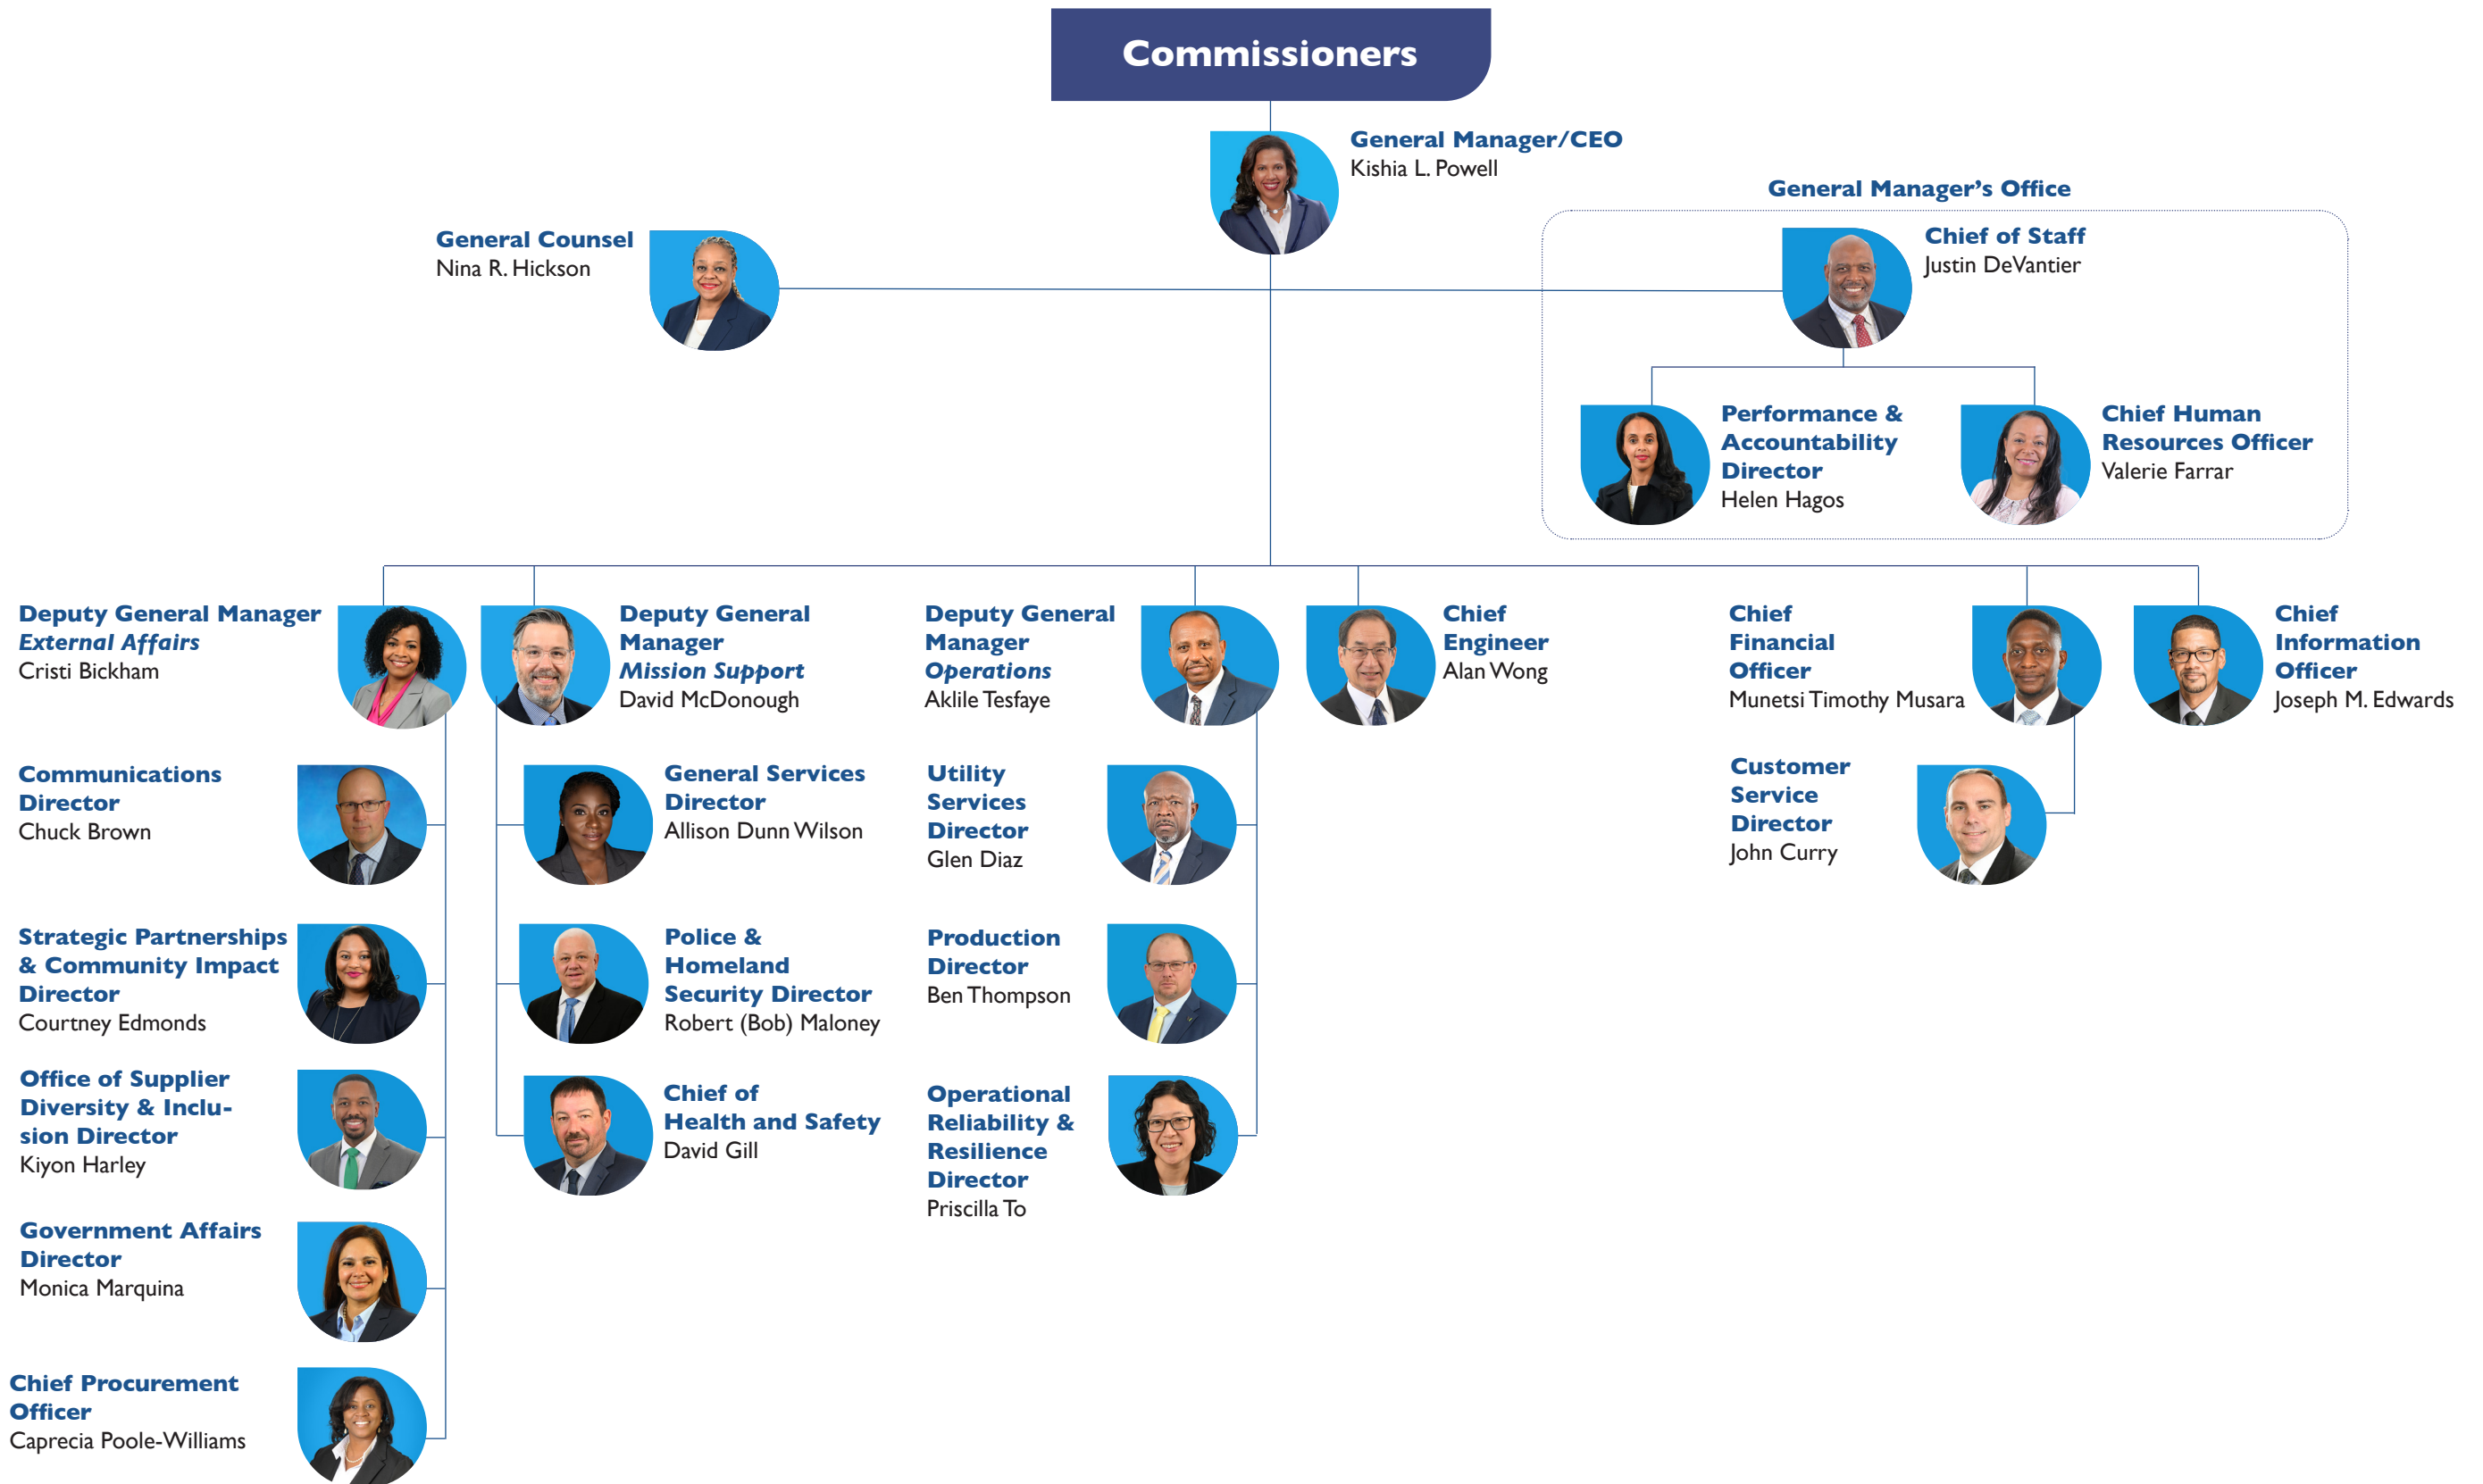 Commissioners
General Manager/CEO
Kishia L. Powell
General Manager’s Office
General Counsel
Nina R. Hickson
Chief of Staff
Justin DeVantier
Performance &
Accountability
Director
Helen Hagos
Chief Human
Resources Officer
Valerie Farrar
Deputy General Manager
External Affairs
Cristi Bickham
Deputy General
Manager
Mission Support
David McDonough
Deputy General
Manager
Operations
Aklile Tesfaye
Chief
Engineer
Alan Wong
Chief
Financial
Officer
Munetsi Timothy Musara
Chief
Information
Officer
Joseph M. Edwards
Communications
Director
Chuck Brown
General Services
Director
Allison Dunn Wilson
Utility
Services
Director
Glen Diaz
Customer
Service
Director
John Curry
Strategic Partnerships
& Community Impact
Director
Courtney Edmonds
Police &
Homeland
Security Director
Robert (Bob) Maloney
Production
Director
Ben Thompson
Office of Supplier
Diversity & Inclu-
sion Director
Kiyon Harley
Chief of
Health and Safety
David Gill
Operational
Reliability &
Resilience
Director
Priscilla To
Government Affairs
Director
Monica Marquina
Chief Procurement
Officer
Caprecia Poole-Williams